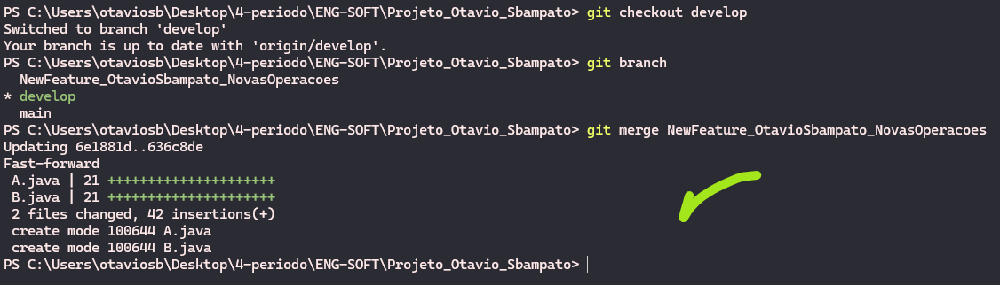 PS C:\Users\otaviosb\Desktop\4-periodo\ENG-SOFT\Projeto_Otavio_Sbampato> git checkout develop
Switched to branch 'develop'
Your branch is up to date with 'origin/develop'.
PS C:\Users\otaviosb\Desktop\4-periodo\ENG-SOFT\Projeto_Otavio_Sbampato> git branch
  NewFeature_OtavioSbampato_NovasOperacoes
* develop
  main
PS C:\Users\otaviosb\Desktop\4-periodo\ENG-SOFT\Projeto_Otavio_Sbampato> git merge NewFeature_OtavioSbampato_NovasOperacoes
Updating 6e1881d..636c8de
Fast-forward
 A.java | 21 +++++++++++++++++++++
 B.java | 21 +++++++++++++++++++++
 2 files changed, 42 insertions(+)
 create mode 100644 A.java
 create mode 100644 B.java
PS C:\Users\otaviosb\Desktop\4-periodo\ENG-SOFT\Projeto_Otavio_Sbampato>